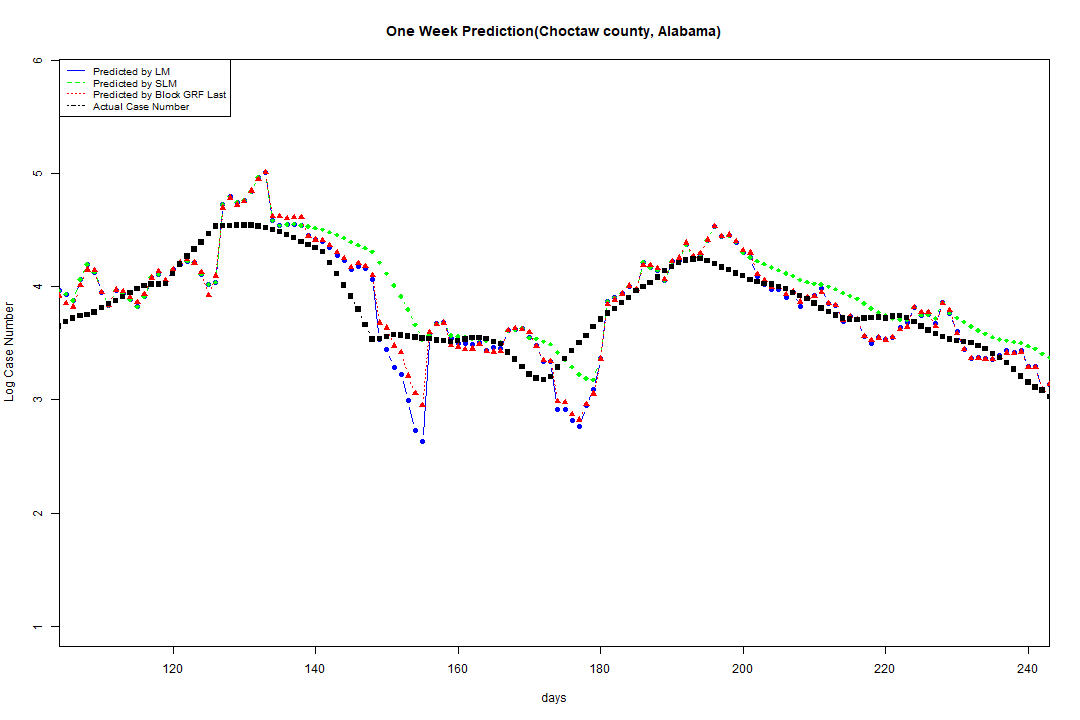 One Week Prediction(Choctaw county, Alabama)
Predicted by LM
Predicted by SLM
Predicted by Block GRF Last
Actual Case Number
6
5
4
3
2
1
Log Case Number
120 140 160 180 200 220 240
days